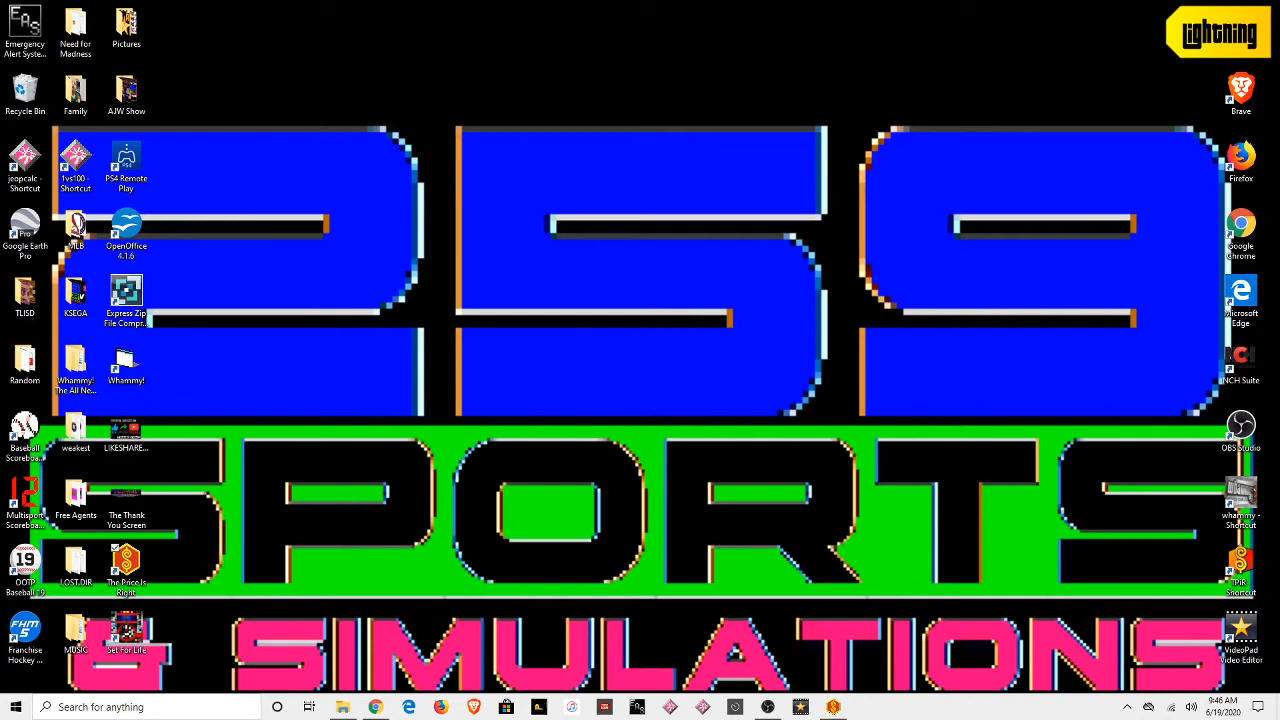 Emergency Alert Syste...
Need for Madness
Pictures
Lightning
Recycle Bin
Family
AJW Show
Brave
jeopcalc - Shortcut
1vs100 - Shortcut
PS4 Remote Play
Firefox
Google Earth Pro
MLB
OpenOffice 4.1.6
Google Chrome
TLISD
KSEGA
Express Zip File Compr...
Microsoft Edge
Random
Whammy! The All Ne...
Whammy!
NCH Suite
259
Baseball Scoreboa...
weakest
LIKESHARE...
OBS Studio
12
Multisport Scoreboa...
Free Agents
The Thank You Screen
whammy - Shortcut
SPORTS
19
OOTP Baseball 19
LOST.DIR
The Price Is Right
TPiR Shortcut
FHM 5
Franchise Hockey ...
MUSIC
Set For Life
VideoPad Video Editor
& SIMULATIONS
Search for anything
9:46 AM
6/19/2020